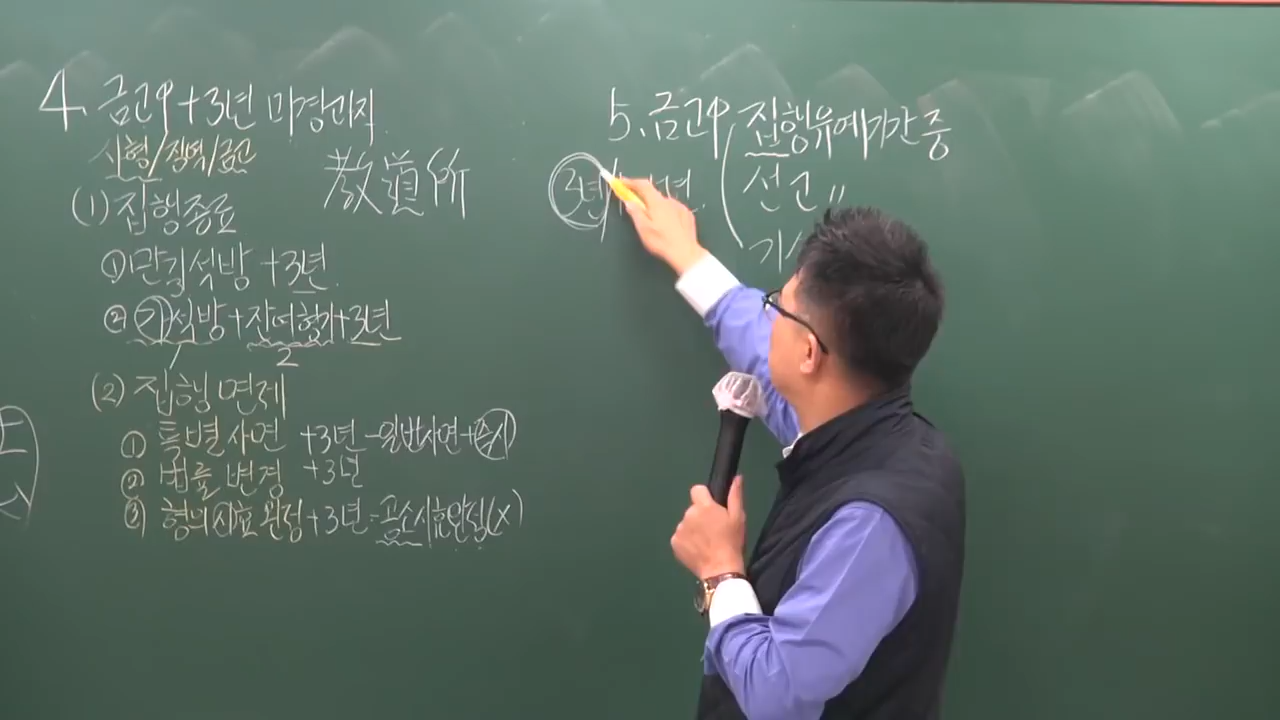 4. 금고↑+3년 미경과자
사형/징역/금고
教道所
(1) 집행종료
① 만기석방 +3년
② 가석방+잔여형기+3년
1 2
(2) 집행면제
① 특별사면 +3년-일반사면+즉시
② 법률변경 +3년
③ 형의시효완성+3년-공소시효완성(X)
5. 금고↑ 집행유예기간 중
선고 〃
3년/
년.